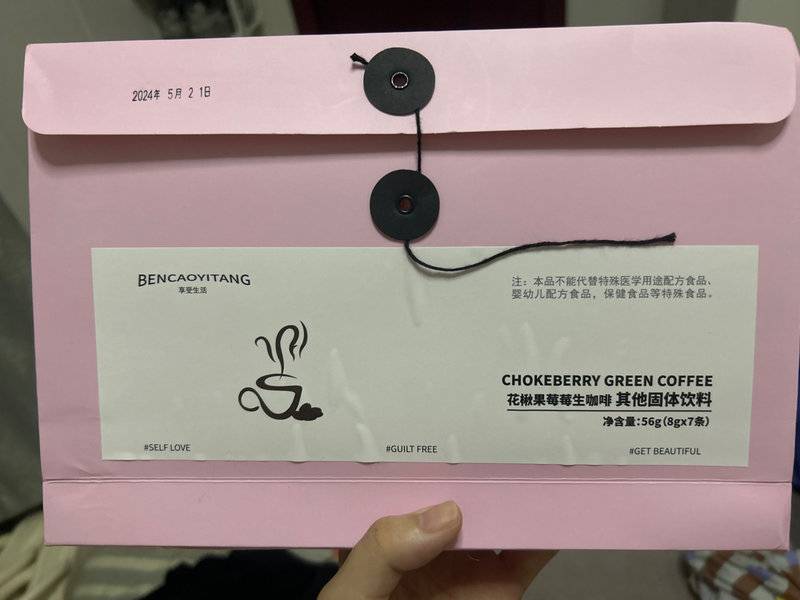 2024年 5月 2 1日
BENCAOYITANG
享受生活
注：本品不能代替特殊医学用途配方食品、
婴幼儿配方食品，保健食品等特殊食品。
CHOKEBERRY GREEN COFFEE
花楸果莓莓生咖啡 其他固体饮料
净含量：56g（8gx7条）
#SELF LOVE
#GUILT FREE
#GET BEAUTIFUL